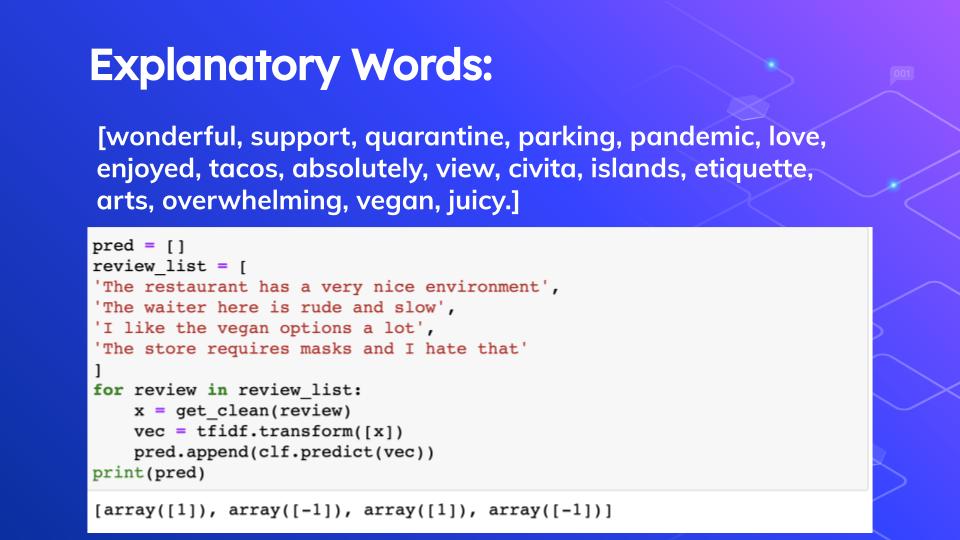 Explanatory Words:
001
[wonderful, support, quarantine, parking, pandemic, love,
enjoyed, tacos, absolutely, view, civita, islands, etiquette,
arts, overwhelming, vegan, juicy.]
pred = []
review_list = [
'The restaurant has a very nice environment',
'The waiter here is rude and slow',
'I like the vegan options a lot',
'The store requires masks and I hate that'
]
for review in review_list:
    x = get_clean(review)
    vec = tfidf.transform([x])
    pred.append(clf.predict(vec))
print(pred)
[array([1]), array([-1]), array([1]), array([-1])]